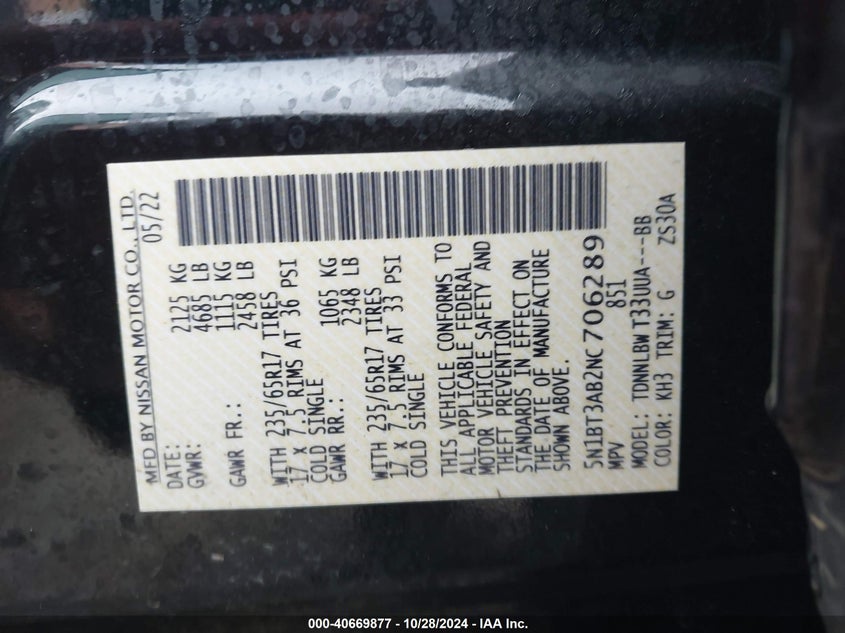 MFD BY NISSAN MOTOR CO., LTD.
DATE: 05/22
GVWR: 2125 KG
4685 LB
GAWR FR.: 1115 KG
2458 LB
WITH 235/65R17 TIRES
17 x 7.5 RIMS AT 36 PSI
COLD SINGLE
GAWR RR.: 1065 KG
2348 LB
WITH 235/65R17 TIRES
17 x 7.5 RIMS AT 33 PSI
COLD SINGLE
THIS VEHICLE CONFORMS TO
ALL APPLICABLE FEDERAL
MOTOR VEHICLE SAFETY AND
THEFT PREVENTION
STANDARDS IN EFFECT ON
THE DATE OF MANUFACTURE
SHOWN ABOVE.
5N1BT3AB2NC706289
MPV 851
MODEL: TDNNLBW T33UUA---BB
COLOR: KH3 TRIM: G ZS30A
000-40669877 - 10/28/2024 - IAA Inc.